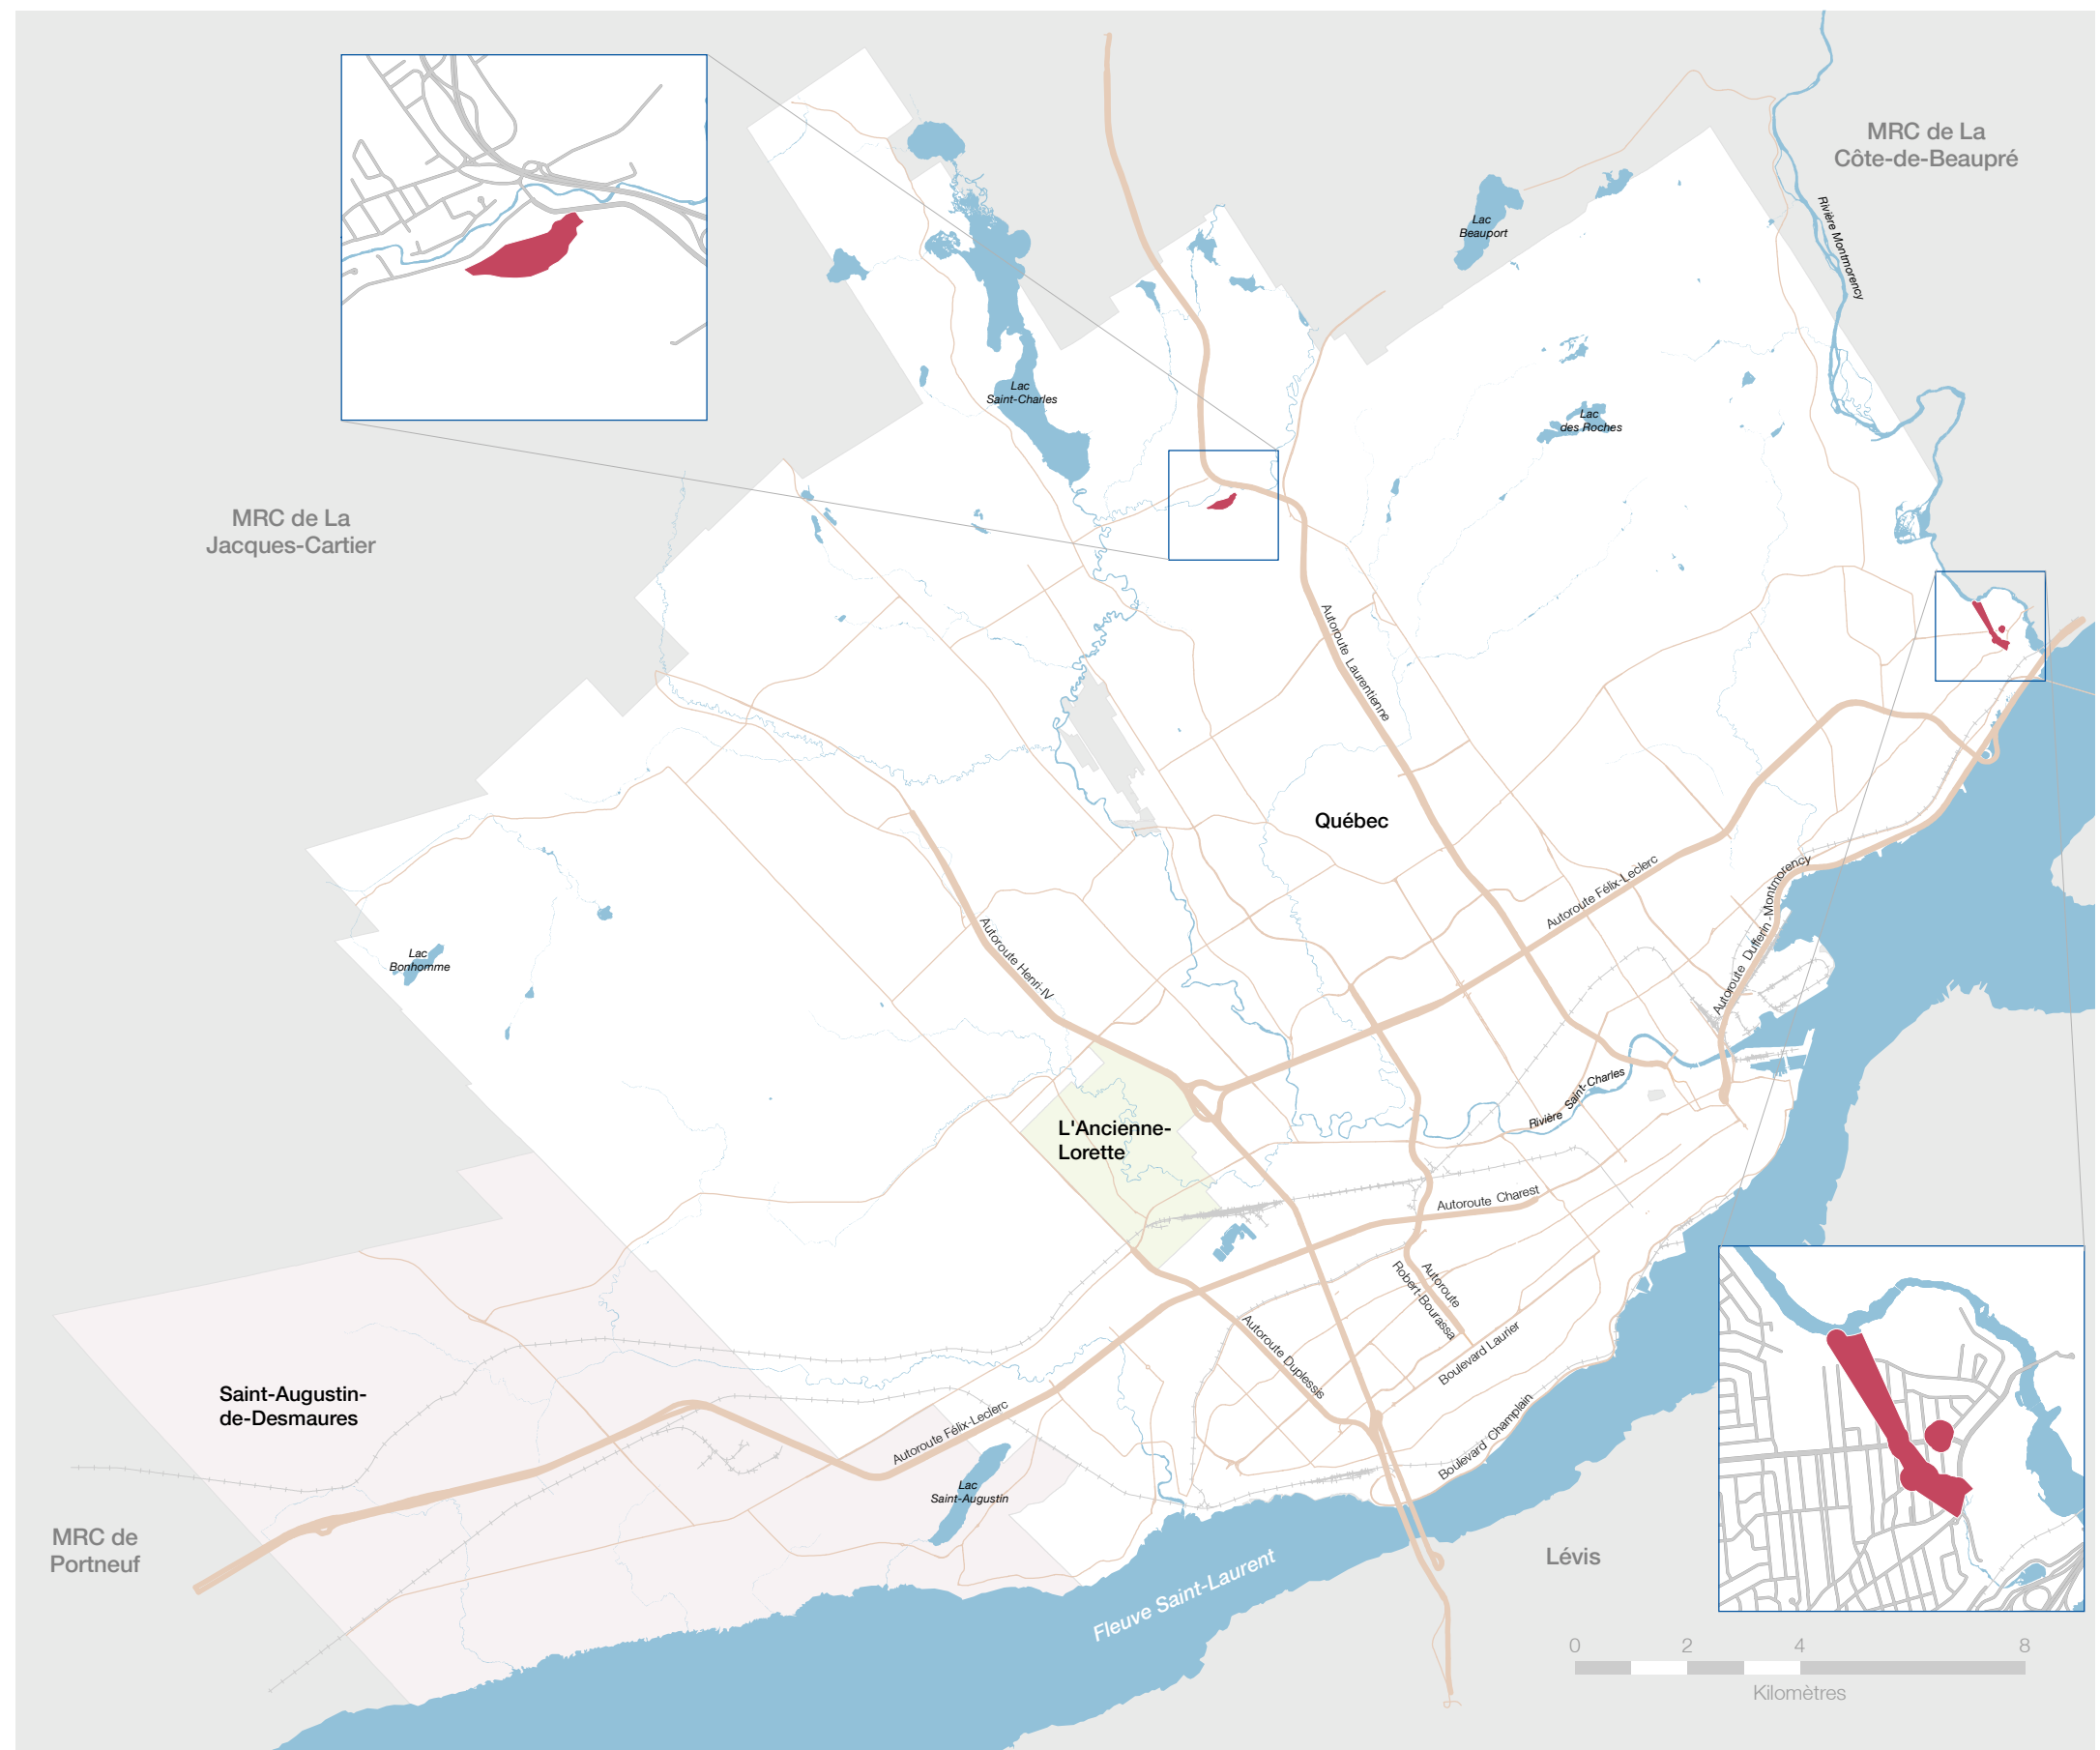 MRC de La
Côte-de-Beaupré
Rivière Montmorency
Lac
Beauport
Lac
Saint-Charles
Lac
des Roches
MRC de La
Jacques-Cartier
Autoroute Laurentienne
Québec
Autoroute Félix-Leclerc
Autoroute Dufferin-Montmorency
Autoroute Henri-IV
Lac
Bonhomme
Rivière Saint-Charles
L'Ancienne-
Lorette
Autoroute Charest
Autoroute
Robert-Bourassa
Autoroute Duplessis
Boulevard Laurier
Boulevard Champlain
Saint-Augustin-
de-Desmaures
Autoroute Félix-Leclerc
Lac
Saint-Augustin
MRC de
Portneuf
Lévis
Fleuve Saint-Laurent
0 2 4 8
Kilomètres